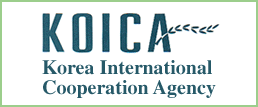 KOICA
Korea International
Cooperation Agency